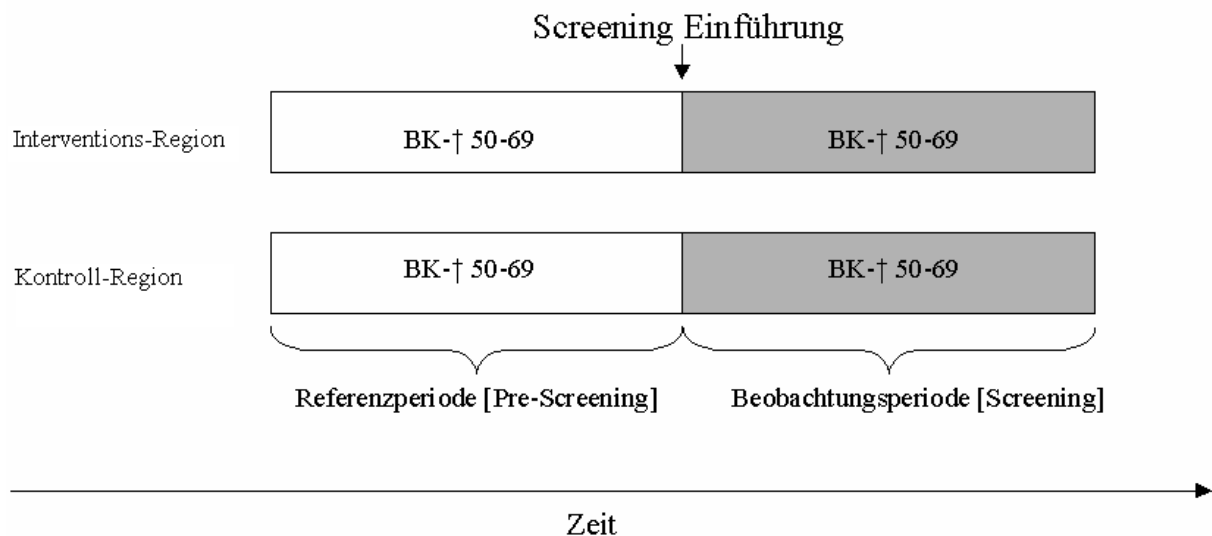 Screening Einführung
Interventions-Region
BK-† 50-69
BK-† 50-69
Kontroll-Region
BK-† 50-69
BK-† 50-69
Referenzperiode [Pre-Screening]
Beobachtungsperiode [Screening]
Zeit